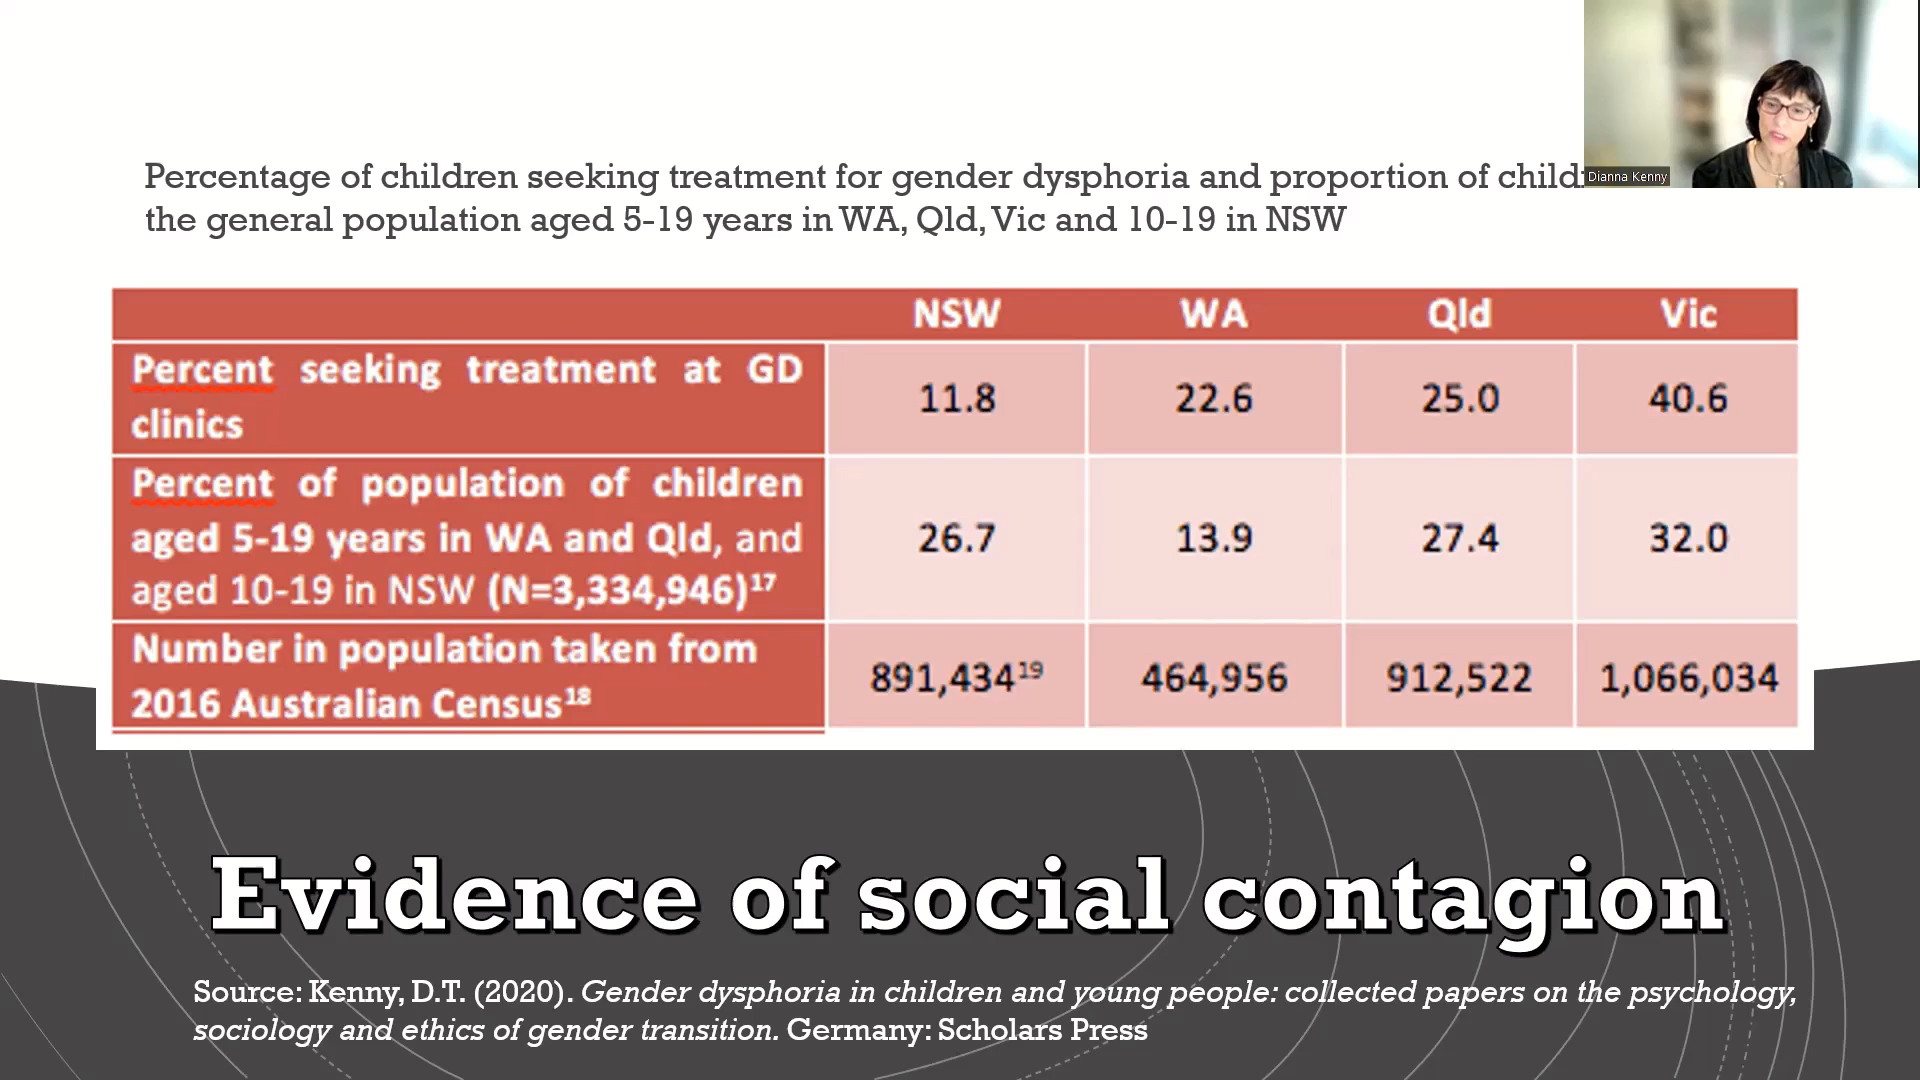 Dianna Kenny
Percentage of children seeking treatment for gender dysphoria and proportion of
the general population aged 5-19 years in WA, Qld, Vic and 10-19 in NSW
NSW WA Qld Vic
Percent seeking treatment at GD
clinics
11.8 22.6 25.0 40.6
Percent of population of children
aged 5-19 years in WA and Qld, and
aged 10-19 in NSW (N=3,334,946)¹⁷
26.7 13.9 27.4 32.0
Number in population taken from
2016 Australian Census¹⁸
891,434¹⁹ 464,956 912,522 1,066,034
Evidence of social contagion
Source: Kenny, D.T. (2020). Gender dysphoria in children and young people: collected papers on the psychology,
sociology and ethics of gender transition. Germany: Scholars Press